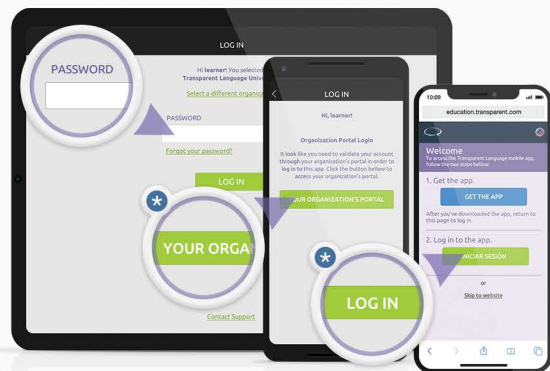 LOG IN
Hi learner! You selected
Transparent Language Unive
Select a different organiza
PASSWORD
Forgot your password?
LOG IN
Contact Support
PASSWORD
YOUR ORGA
LOG IN
Hi, learner!
Organization Portal Login
It look like you need to validate your account
through your organization's portal in order to
log in to this app. Click the button bellow to
access your organization's portal.
YOUR ORGANIZATION'S PORTAL
LOG IN
10:09
education.transparent.com
Welcome
To access the Transparent Language mobile app,
follow the two steps below:
1. Get the app.
GET THE APP
After you've downloaded the app, return to
this page to log in.
2. Log in to the app.
INICIAR SESIÓN
or
Skip to website